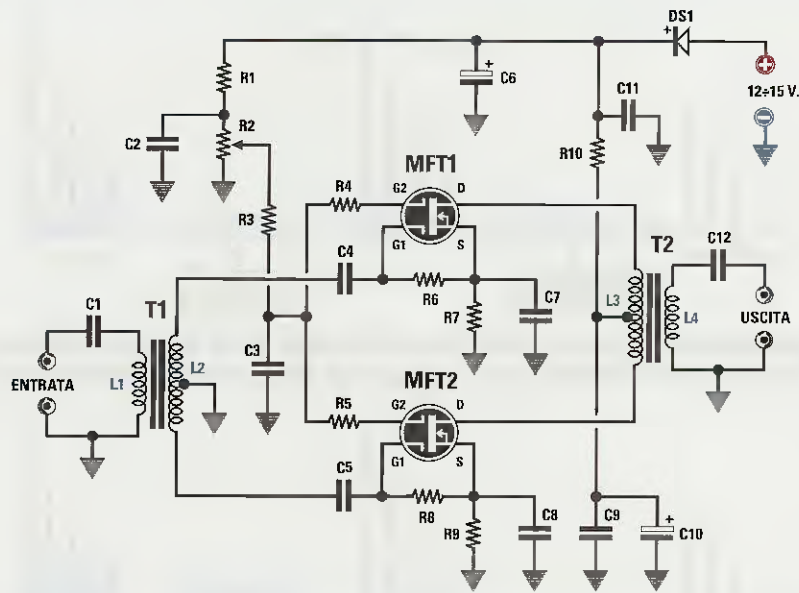 DS1
R1
C6
12÷15 V.
C11
C2
R2
R10
MFT1
R4
G2
D
R3
G1
S
C4
T2
C12
R6
C1
T1
C7
L3
R7
L4
USCITA
L2
C3
MFT2
L1
ENTRATA
R5
G2
D
G1
S
C5
R8
C8
C9
C10
R9